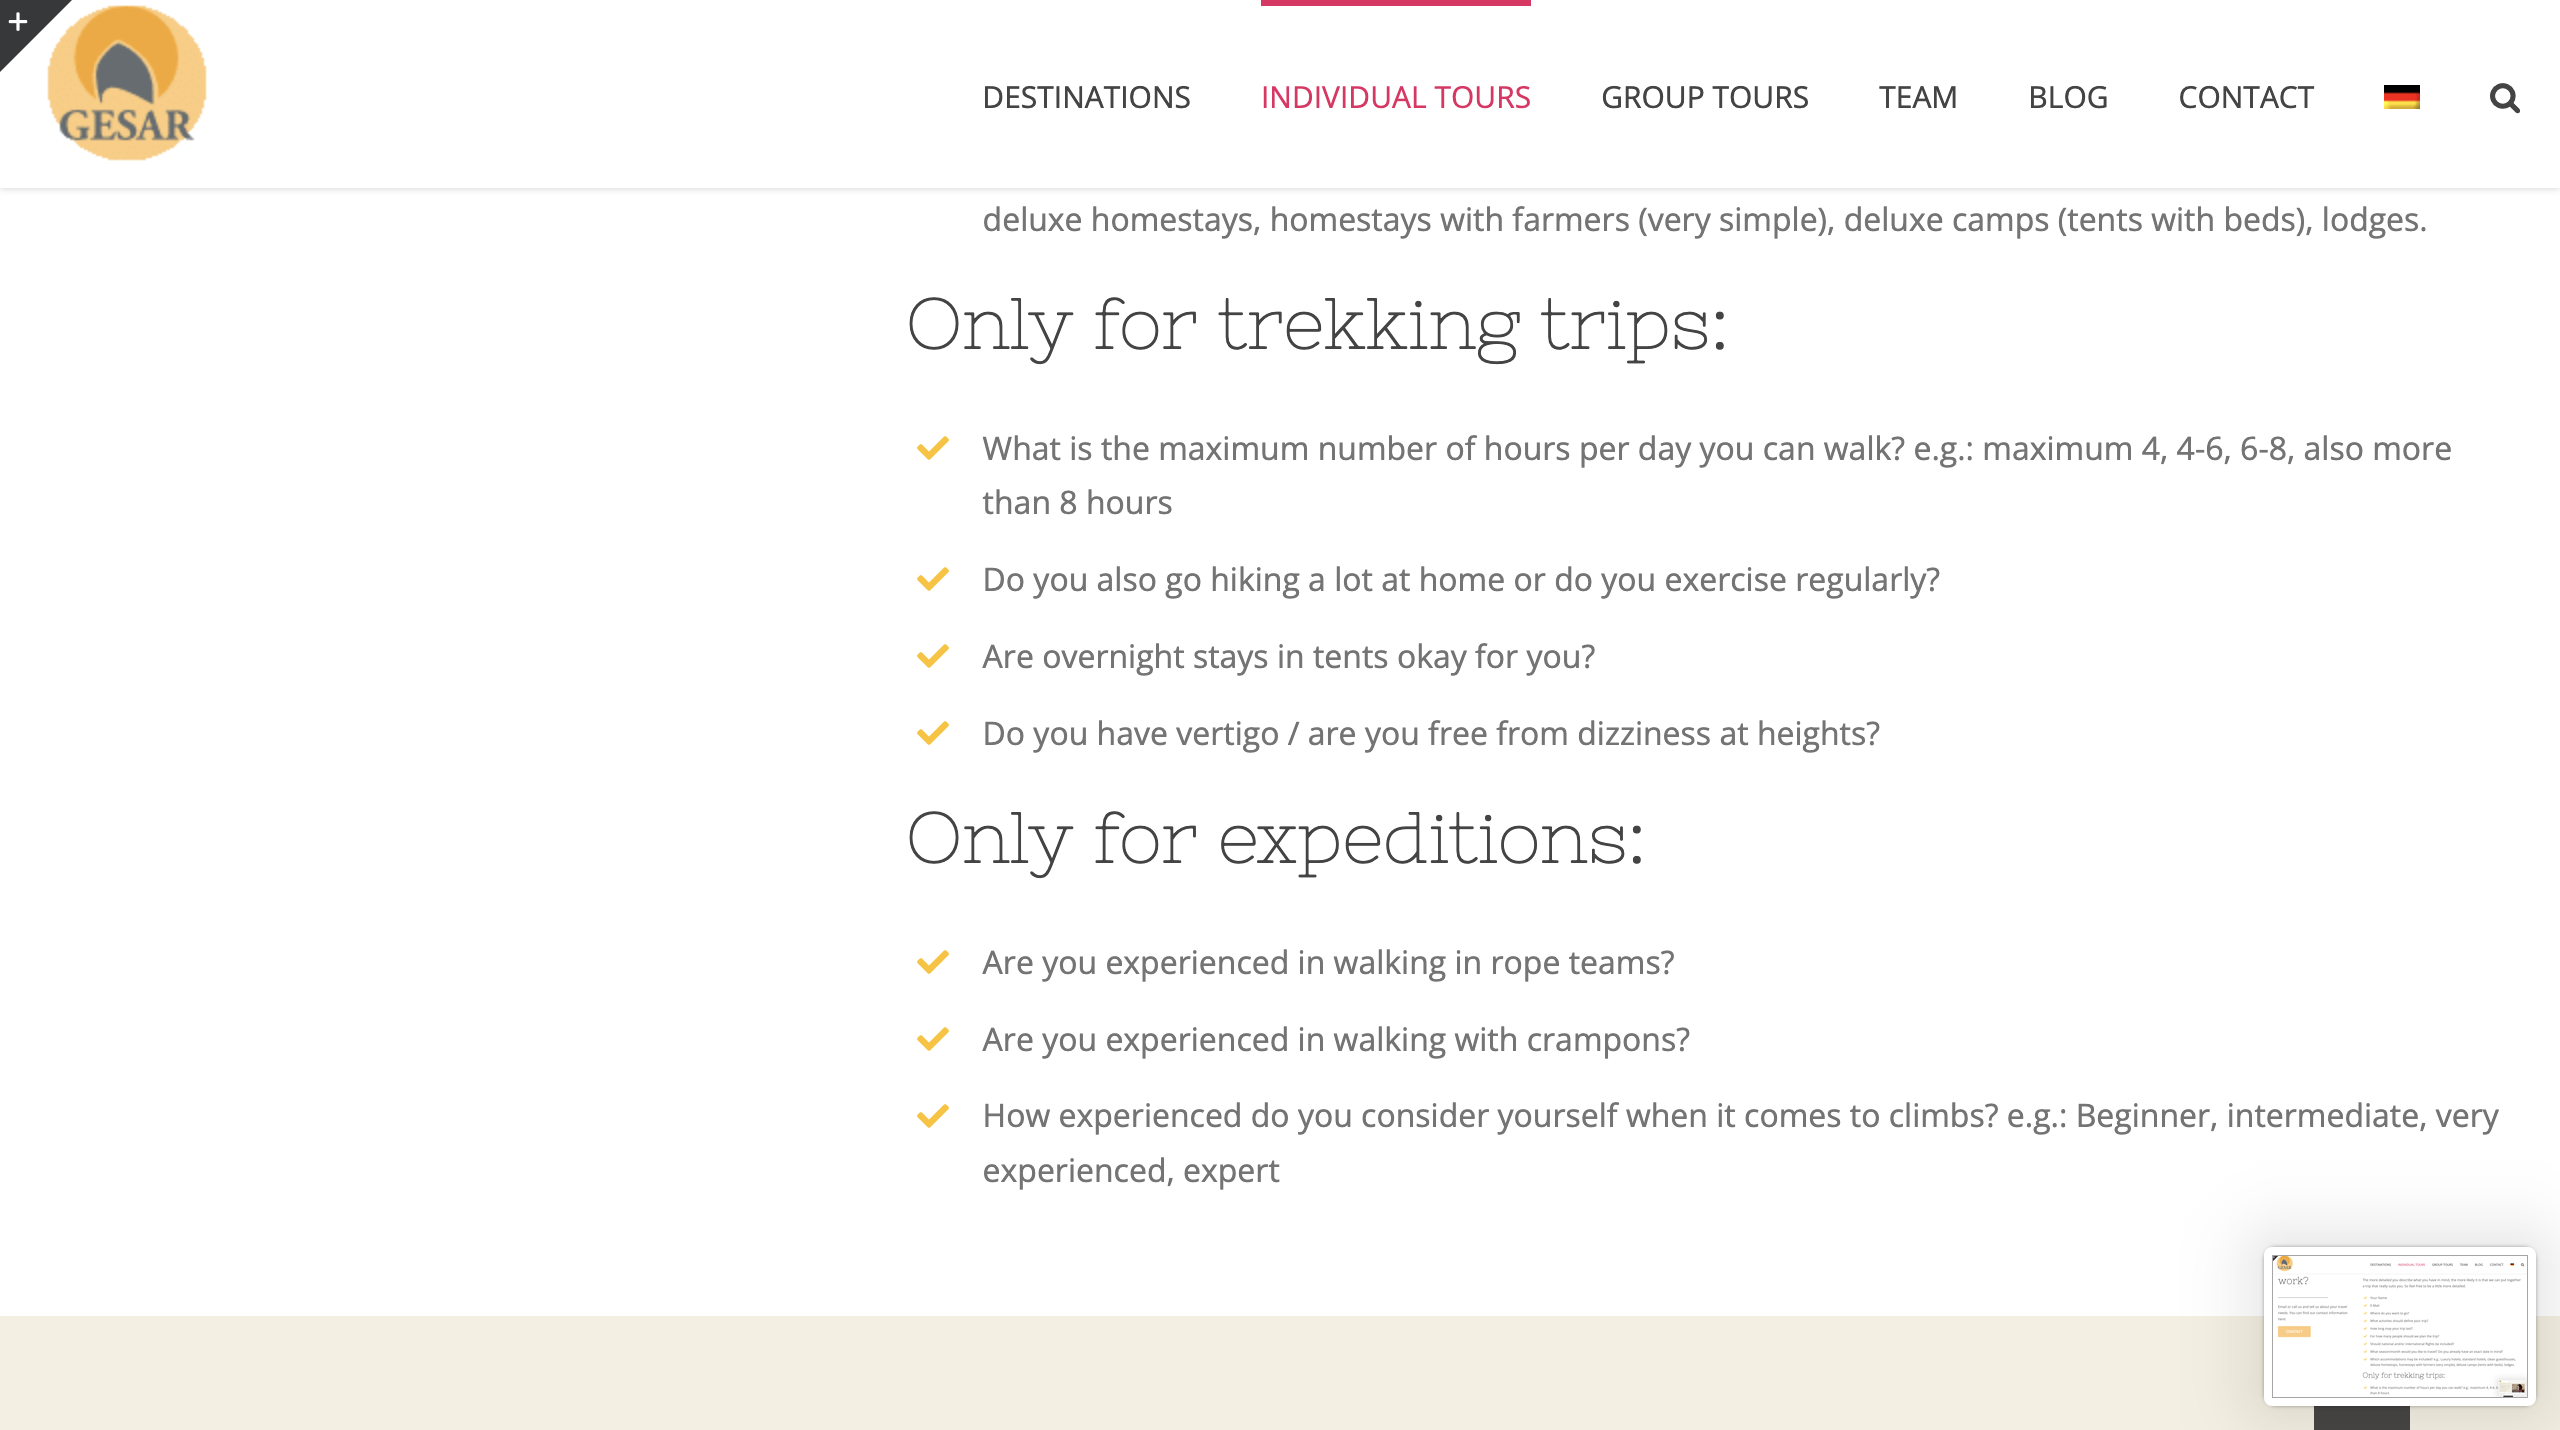 +
GESAR
DESTINATIONS INDIVIDUAL TOURS GROUP TOURS TEAM BLOG CONTACT
deluxe homestays, homestays with farmers (very simple), deluxe camps (tents with beds), lodges.
Only for trekking trips:
What is the maximum number of hours per day you can walk? e.g.: maximum 4, 4-6, 6-8, also more
than 8 hours
Do you also go hiking a lot at home or do you exercise regularly?
Are overnight stays in tents okay for you?
Do you have vertigo / are you free from dizziness at heights?
Only for expeditions:
Are you experienced in walking in rope teams?
Are you experienced in walking with crampons?
How experienced do you consider yourself when it comes to climbs? e.g.: Beginner, intermediate, very
experienced, expert
work?
Only for trekking trips: